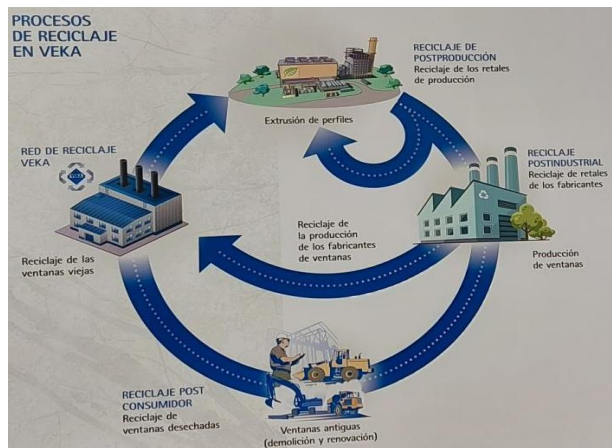 PROCESOS
DE RECICLAJE
EN VEKA
RECICLAJE DE
POSTPRODUCCIÓN
Reciclaje de los retales
de producción
Extrusión de perfiles
RED DE RECICLAJE
VEKA
RECICLAJE
POSTINDUSTRIAL
Reciclaje de retales
de los fabricantes
Reciclaje de
la producción
de los fabricantes
de ventanas
Reciclaje de las
ventanas viejas
Producción
de ventanas
RECICLAJE POST
CONSUMIDOR
Reciclaje de
ventanas desechadas
Ventanas antiguas
(demolición y renovación)